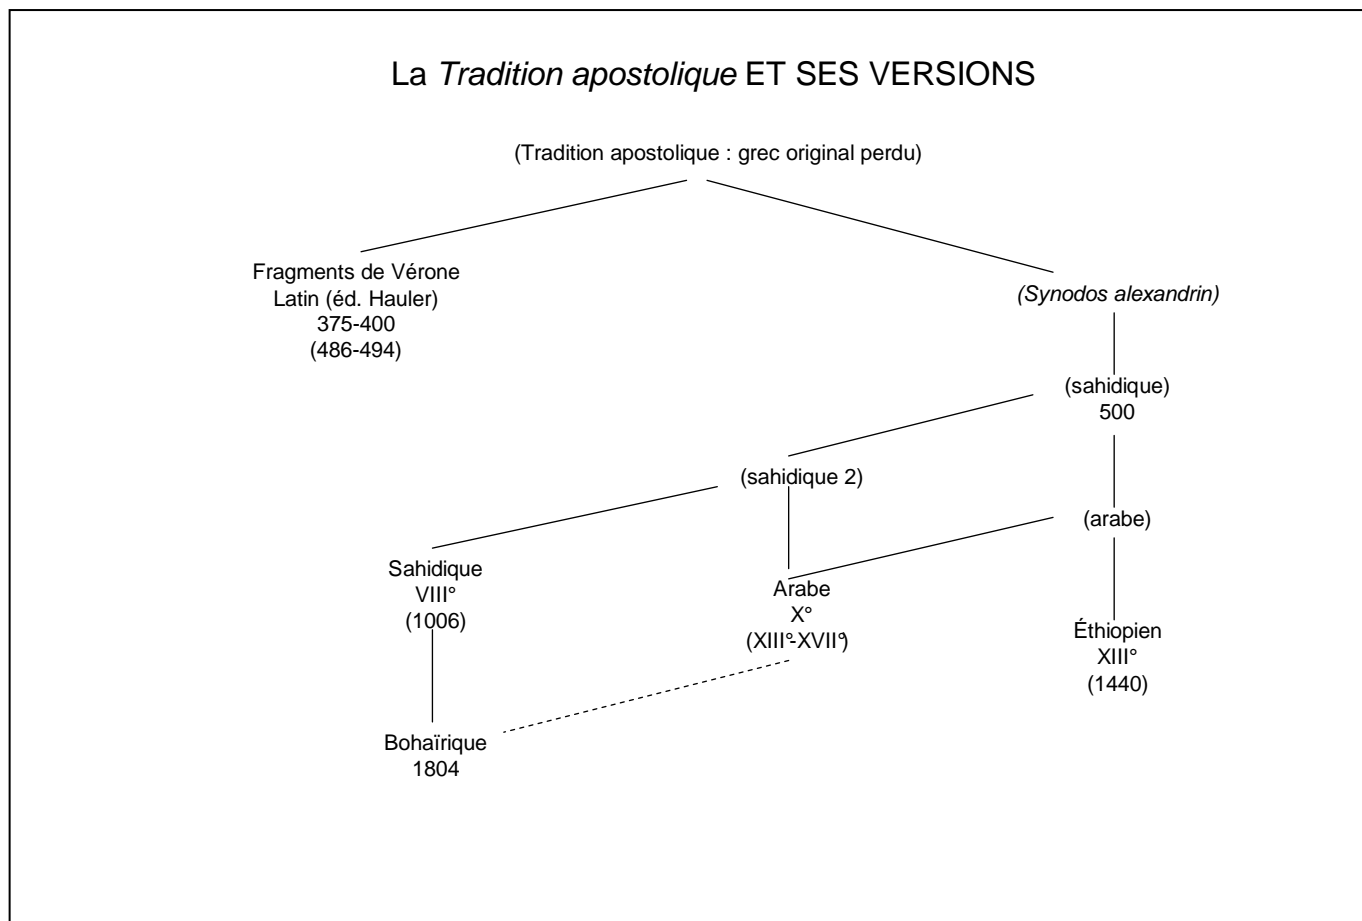 La Tradition apostolique ET SES VERSIONS
(Tradition apostolique : grec original perdu)
Fragments de Vérone
Latin (éd. Hauler)
375-400
(486-494)
(Synodos alexandrin)
(sahidique)
500
(sahidique 2)
(arabe)
Sahidique
VIII°
(1006)
Arabe
X°
(XIII°-XVII°)
Éthiopien
XIII°
(1440)
Bohaïrique
1804